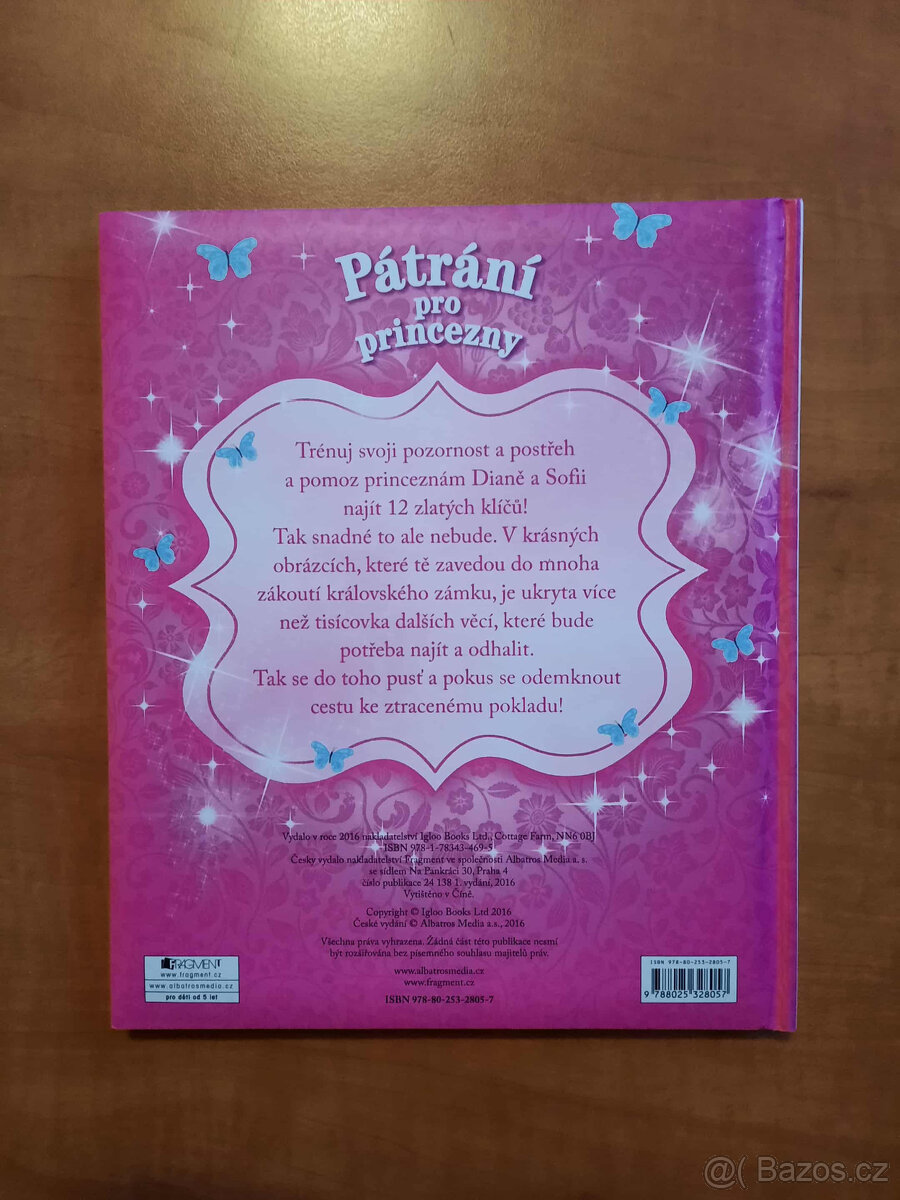 Pátrání
pro
princezny
Trénuj svoji pozornost a postřeh
a pomoz princeznám Dianě a Sofii
najít 12 zlatých klíčů!
Tak snadné to ale nebude. V krásných
obrázcích, které tě zavedou do mnoha
zákoutí královského zámku, je ukryta více
než tisícovka dalších věcí, které bude
potřeba najít a odhalit.
Tak se do toho pusť a pokus se odemknout
cestu ke ztracenému pokladu!
Vydalo v roce 2016 nakladatelství Igloo Books Ltd., Cottage Farm, NN6 0BJ
ISBN 978-1-78343-469-5
Česky vydalo nakladatelství Fragment ve společnosti Albatros Media a. s.
se sídlem Na Pankráci 30, Praha 4
číslo publikace 24 138 1. vydání, 2016
Vytištěno v Číně.
Copyright © Igloo Books Ltd 2016
České vydání © Albatros Media a.s., 2016
Všechna práva vyhrazena. Žádná část této publikace nesmí
být rozšiřována bez písemného souhlasu majitelů práv.
www.albatrosmedia.cz
www.fragment.cz
ISBN 978-80-253-2805-7
FRAGMENT
www.fragment.cz
www.albatrosmedia.cz
pro děti od 5 let
ISBN 978-80-253-2805-7
9 788025 328057
@( Bazos.cz